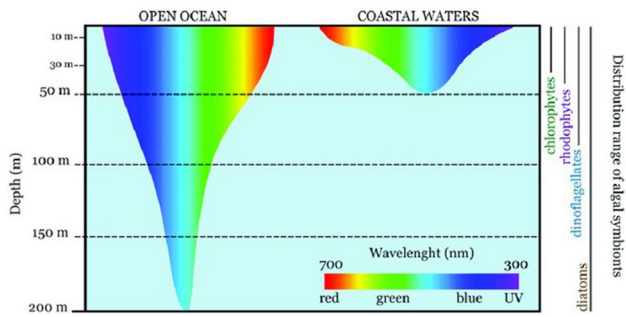 OPEN OCEAN
COASTAL WATERS
Depth (m)
10 m
30 m
50 m
100 m
150 m
200 m
Wavelenght (nm)
700
300
red
green
blue
UV
chlorophytes
rhodophytes
dinoflagellates
diatoms
Distribution range of algal symbionts